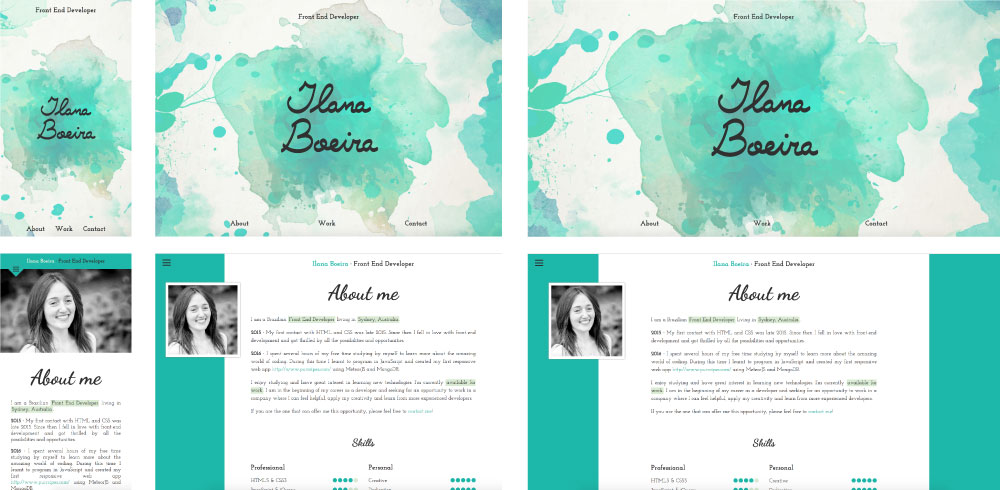 Front End Developer
Ilana
Boeira
About Work Contact
Front End Developer
Ilana
Boeira
About Work Contact
Front End Developer
Ilana
Boeira
About Work Contact
Ilana Boeira · Front End Developer
About me
I am a Brazilian Front End Developer living in
Sydney, Australia.
2015 - My first contact with HTML and CSS was
late 2015. Since then I fell in love with front-end
development and got thrilled by all the
possibilities and opportunities.
2016 - I spent several hours of my free time
studying by myself to learn more about the
amazing world of coding. During this time I
learnt to program in JavaScript and created my
last responsive web app
using MeteorJS and
MongoDB.
Ilana Boeira · Front End Developer
About me
I am a Brazilian Front End Developer living in Sydney, Australia.
2015 - My first contact with HTML and CSS was late 2015. Since then I fell in love with front-end
development and got thrilled by all the possibilities and opportunities.
2016 - I spent several hours of my free time studying by myself to learn more about the amazing
world of coding. During this time I learnt to program in JavaScript and created my last responsive
web app using MeteorJS and MongoDB.
I enjoy studying and have great interest in learning new technologies. I'm currently available for
work. I am in the beginning of my career as a developer and seeking for an opportunity to work in a
company where I can feel helpful, apply my creativity and learn from more experienced developers.
If you are the one that can offer me this opportunity, please feel free to contact me!
Skills
Professional Personal
HTML5 & CSS3 Creative
Ilana Boeira · Front End Developer
About me
I am a Brazilian Front End Developer living in Sydney, Australia.
2015 - My first contact with HTML and CSS was late 2015. Since then I fell in love with front-end
development and got thrilled by all the possibilities and opportunities.
2016 - I spent several hours of my free time studying by myself to learn more about the amazing
world of coding. During this time I learnt to program in JavaScript and created my last responsive
web app using MeteorJS and MongoDB.
I enjoy studying and have great interest in learning new technologies. I'm currently available for
work. I am in the beginning of my career as a developer and seeking for an opportunity to work in a
company where I can feel helpful, apply my creativity and learn from more experienced developers.
If you are the one that can offer me this opportunity, please feel free to contact me!
Skills
Professional Personal
HTML5 & CSS3 Creative